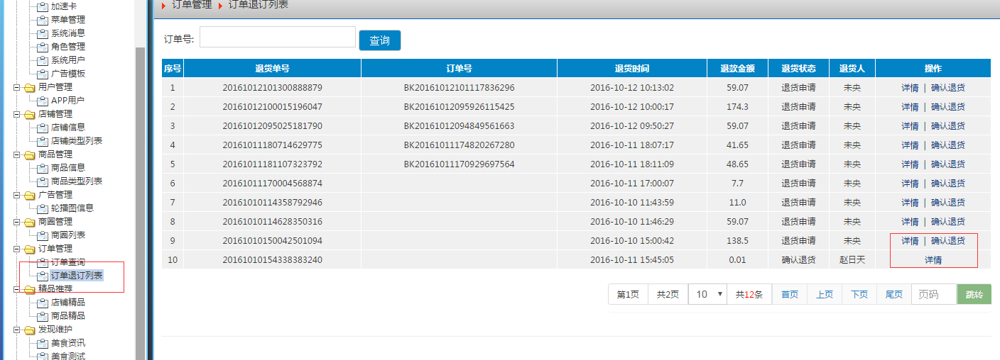 加速卡
菜单管理
系统消息
角色管理
系统用户
广告模板
用户管理
APP用户
店铺管理
店铺信息
店铺类型列表
商品管理
商品信息
商品类型列表
广告管理
轮播图信息
商圈管理
商圈列表
订单管理
订单查询
订单退订列表
精品推荐
店铺精品
商品精品
发现维护
美食资讯
美食测试
订单管理 订单退订列表
订单号: 查询
序号 退货单号 订单号 退货时间 退款金额 退货状态 退货人 操作
1 20161012101300888879 BK20161012101117836296 2016-10-12 10:13:02 59.07 退货申请 未央 详情 | 确认退货
2 20161012100015196047 BK20161012095926115425 2016-10-12 10:00:17 174.3 退货申请 未央 详情 | 确认退货
3 20161012095025181790 BK20161012094849561663 2016-10-12 09:50:27 59.07 退货申请 未央 详情 | 确认退货
4 20161011180714629775 BK20161011174820267280 2016-10-11 18:07:17 41.65 退货申请 未央 详情 | 确认退货
5 20161011181107323792 BK20161011170929697564 2016-10-11 18:11:09 48.65 退货申请 未央 详情 | 确认退货
6 20161011170004568874 2016-10-11 17:00:07 7.7 退货申请 未央 详情 | 确认退货
7 20161010114358792946 2016-10-10 11:43:59 11.0 退货申请 未央 详情 | 确认退货
8 20161010114628350316 2016-10-10 11:46:29 59.07 退货申请 未央 详情 | 确认退货
9 20161010150042501094 2016-10-10 15:00:42 138.5 退货申请 未央 详情 | 确认退货
10 20161010154338383240 2016-10-11 15:45:05 0.01 确认退货 赵日天 详情
第1页 共2页 10 共12条 首页 上页 下页 尾页 页码 跳转